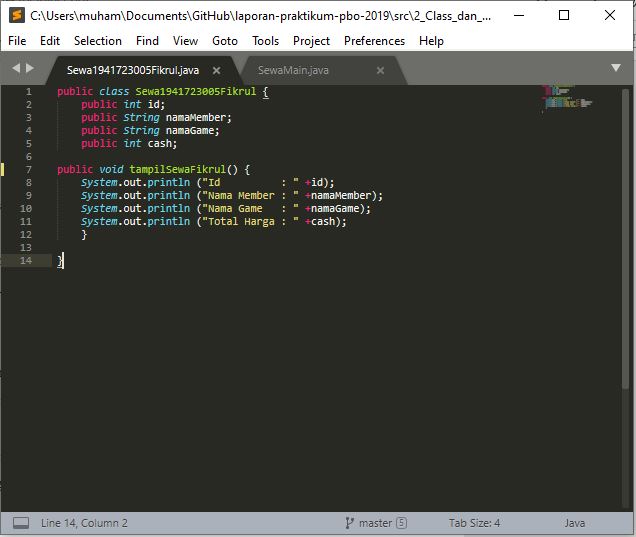 C:\Users\muham\Documents\GitHub\laporan-praktikum-pbo-2019\src\2_Class_dan_...
File Edit Selection Find View Goto Tools Project Preferences Help
Sewa1941723005Fikrul.java SewaMain.java
1 public class Sewa1941723005Fikrul {
2 public int id;
3 public String namaMember;
4 public String namaGame;
5 public int cash;
6
7 public void tampilSewaFikrul() {
8 System.out.println ("Id : " +id);
9 System.out.println ("Nama Member : " +namaMember);
10 System.out.println ("Nama Game : " +namaGame);
11 System.out.println ("Total Harga : " +cash);
12 }
13
14 }
Line 14, Column 2 master 5 Tab Size: 4 Java